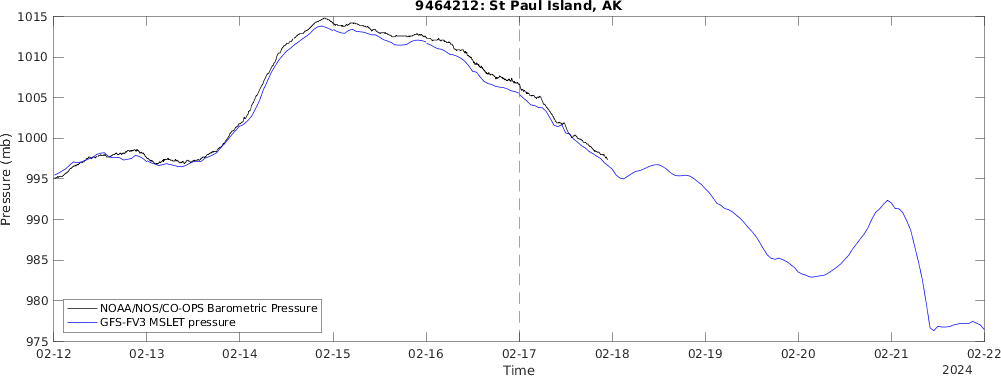 9464212: St Paul Island, AK
Pressure (mb)
1015
1010
1005
1000
995
990
985
980
975
NOAA/NOS/CO-OPS Barometric Pressure
GFS-FV3 MSLET pressure
02-12 02-13 02-14 02-15 02-16 02-17 02-18 02-19 02-20 02-21 02-22
Time
2024